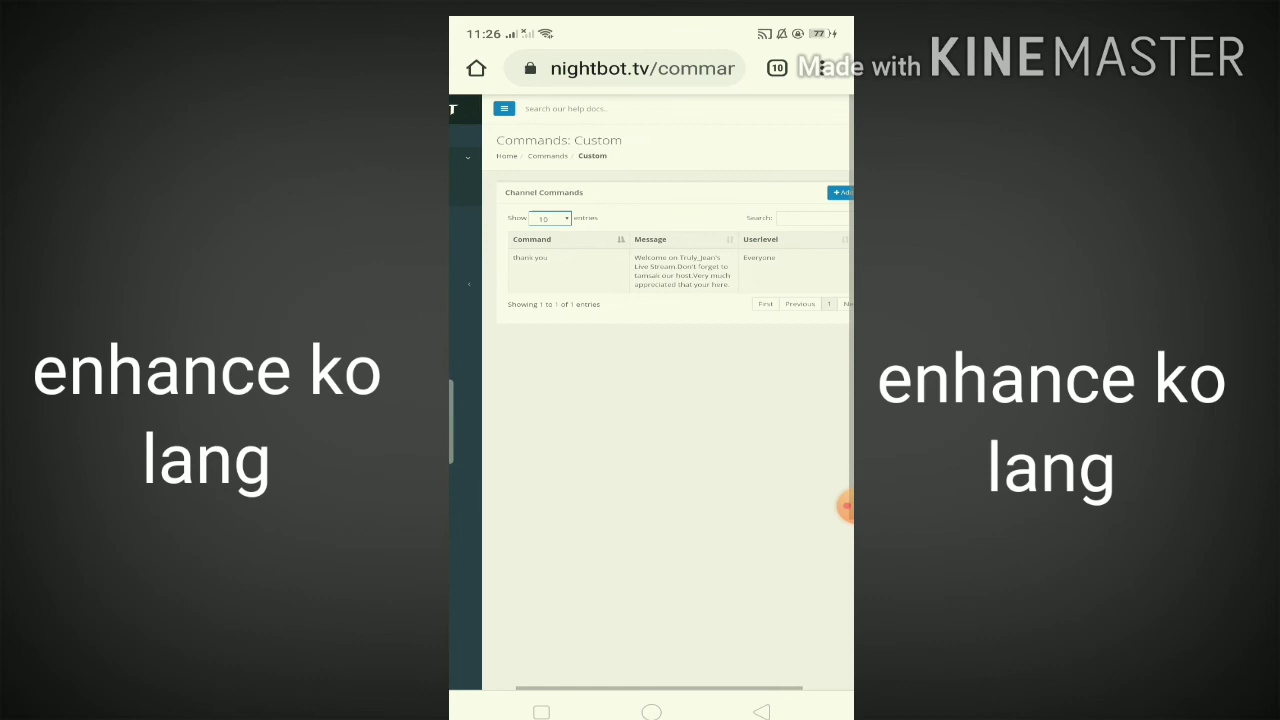 11:26
77
nightbot.tv/commar
10
Made with KINEMASTER
T
Search our help docs..
Commands: Custom
Home / Commands / Custom
Channel Commands
+ Add
Show 10 entries
Search:
Command Message Userlevel
thank you
Welcome on Truly_Jean's
Live Stream.Don't forget to
tamsak our host.Very much
appreciated that your here.
Everyone
Showing 1 to 1 of 1 entries
First Previous 1 Ne
enhance ko
lang
enhance ko
lang